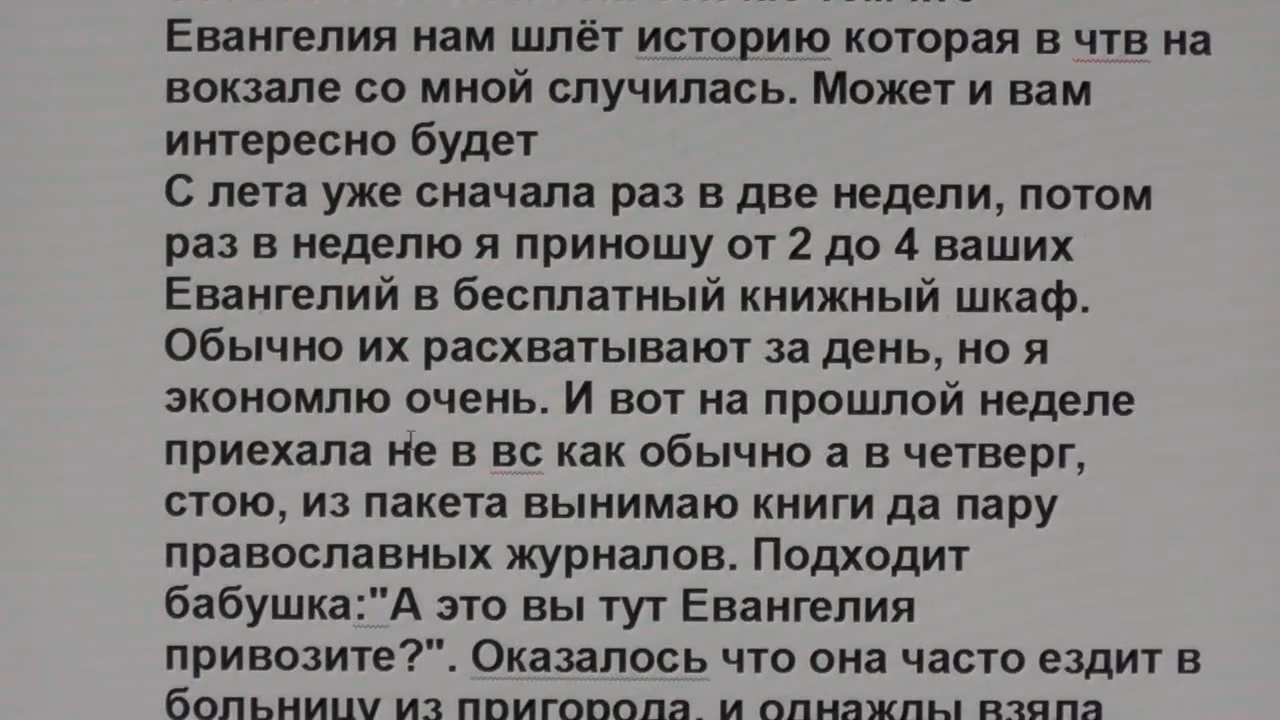 Евангелия нам шлёт историю которая в чтв на
вокзале со мной случилась. Может и вам
интересно будет
С лета уже сначала раз в две недели, потом
раз в неделю я приношу от 2 до 4 ваших
Евангелий в бесплатный книжный шкаф.
Обычно их расхватывают за день, но я
экономлю очень. И вот на прошлой неделе
приехала не в вс как обычно а в четверг,
стою, из пакета вынимаю книги да пару
православных журналов. Подходит
бабушка:"А это вы тут Евангелия
привозите?". Оказалось что она часто ездит в
больницу из пригорода, и однажды взяла